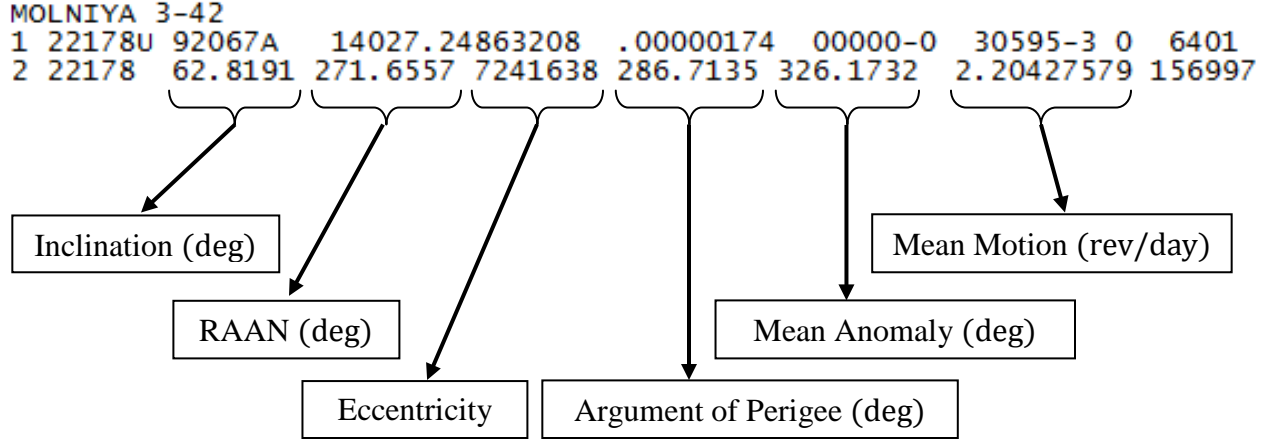 MOLNIYA 3-42
1 22178U 92067A 14027.24863208 .00000174 00000-0 30595-3 0 6401
2 22178 62.8191 271.6557 7241638 286.7135 326.1732 2.20427579 156997
Inclination (deg)
Mean Motion (rev/day)
RAAN (deg)
Mean Anomaly (deg)
Eccentricity
Argument of Perigee (deg)